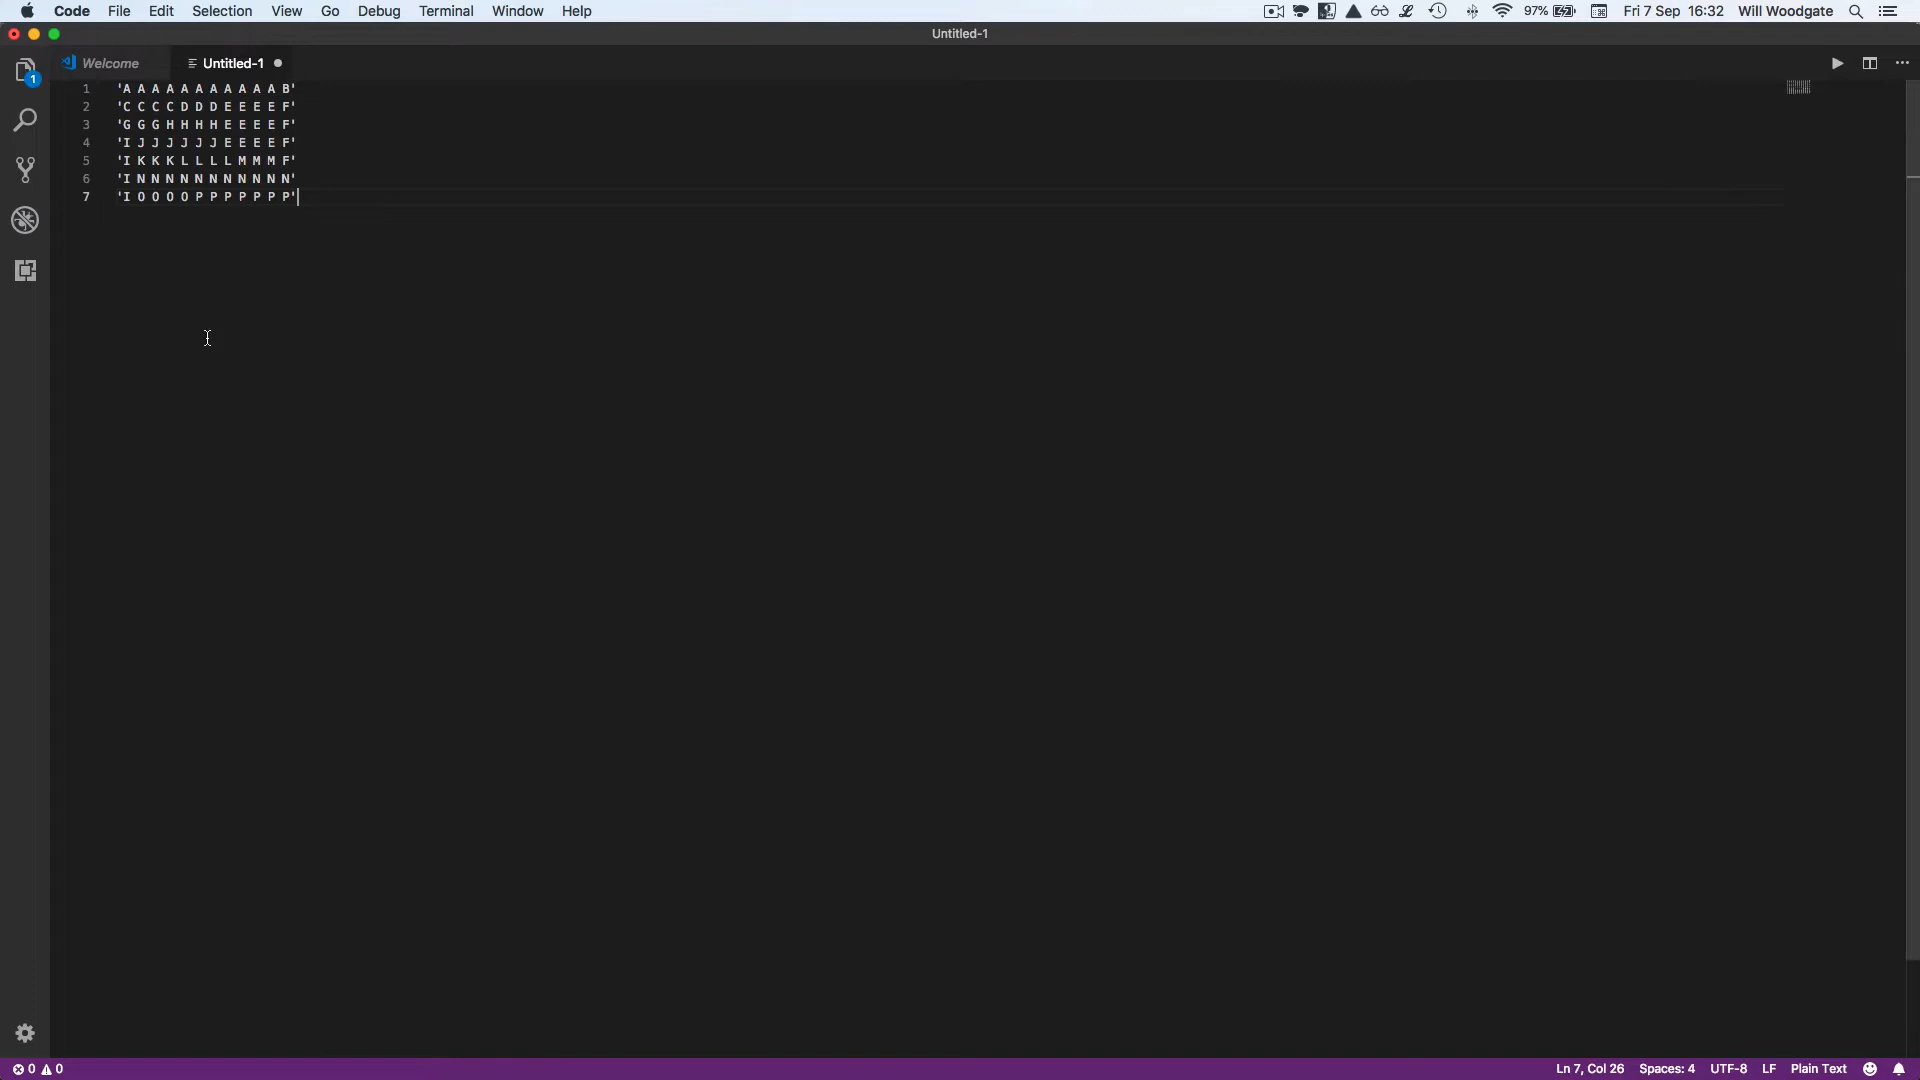 Code File Edit Selection View Go Debug Terminal Window Help 97% Fri 7 Sep 16:32 Will Woodgate
Untitled-1
Welcome Untitled-1
1
1 'A A A A A A A A A A A B'
2 'C C C C D D D E E E E F'
3 'G G G H H H H E E E E F'
4 'I J J J J J J E E E E F'
5 'I K K K L L L L M M M F'
6 'I N N N N N N N N N N N'
7 'I O O O O P P P P P P P'
0 0 Ln 7, Col 26 Spaces: 4 UTF-8 LF Plain Text